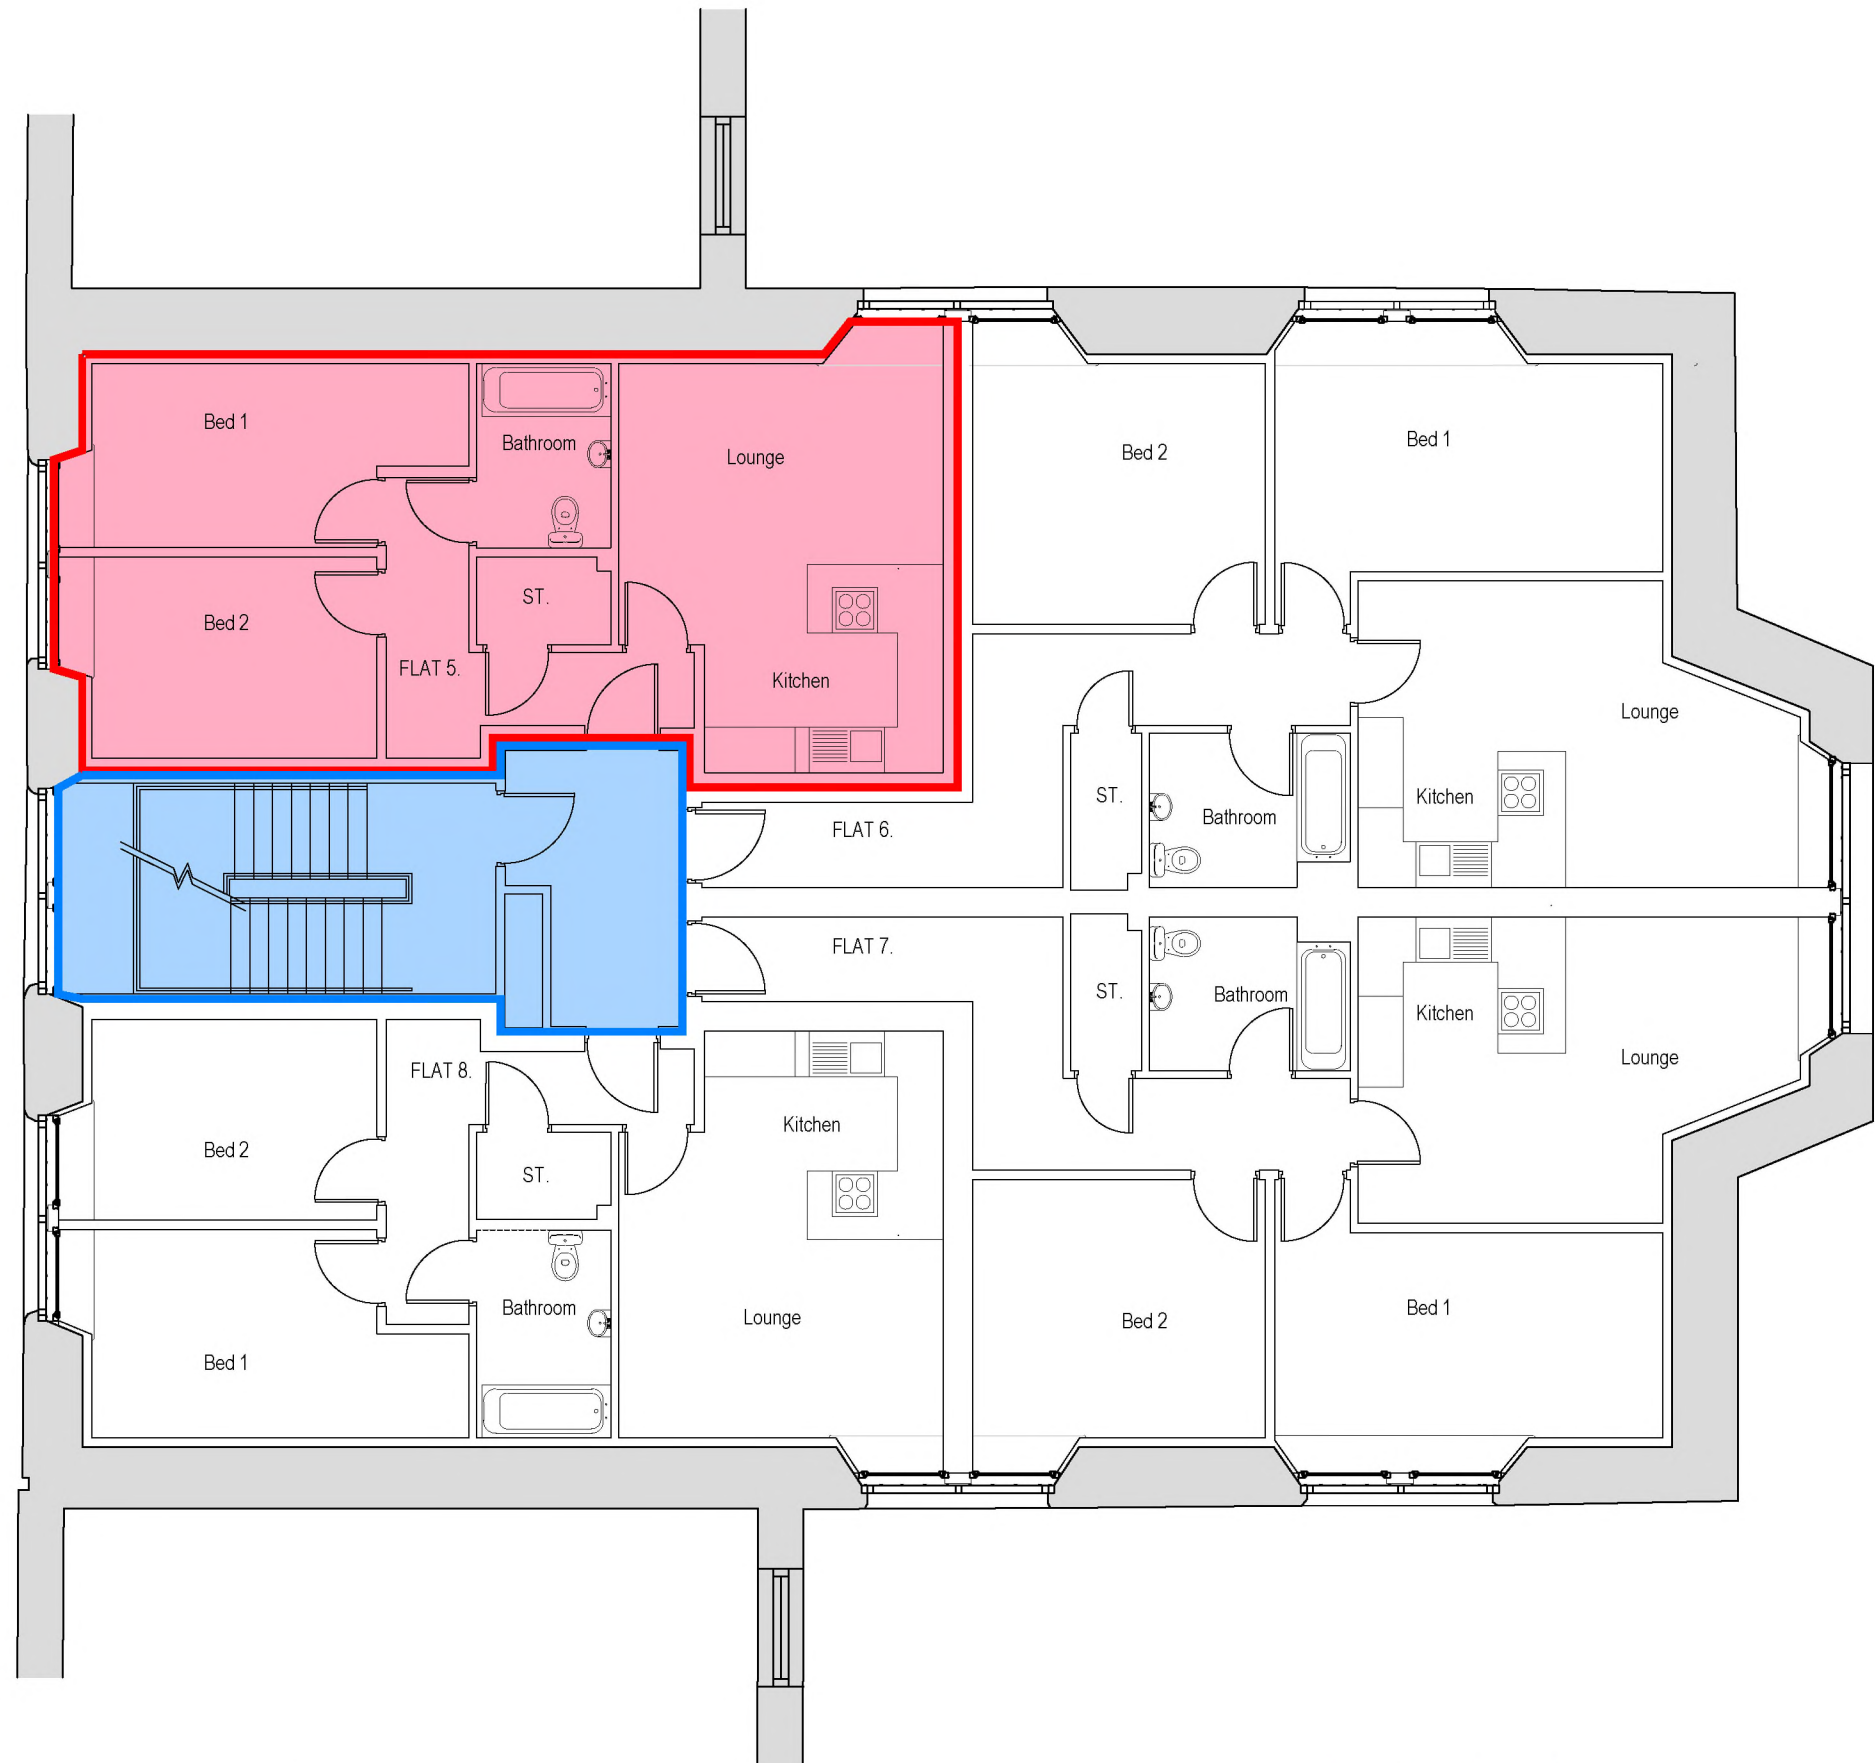 Bed 1
Bathroom
Lounge
Bed 2
ST.
FLAT 5.
Kitchen
Bed 2
Bed 1
Lounge
Kitchen
ST.
Bathroom
FLAT 6.
FLAT 7.
ST.
Bathroom
Kitchen
Lounge
Bed 2
Bed 1
FLAT 8.
Kitchen
Bed 2
ST.
Bathroom
Lounge
Bed 1